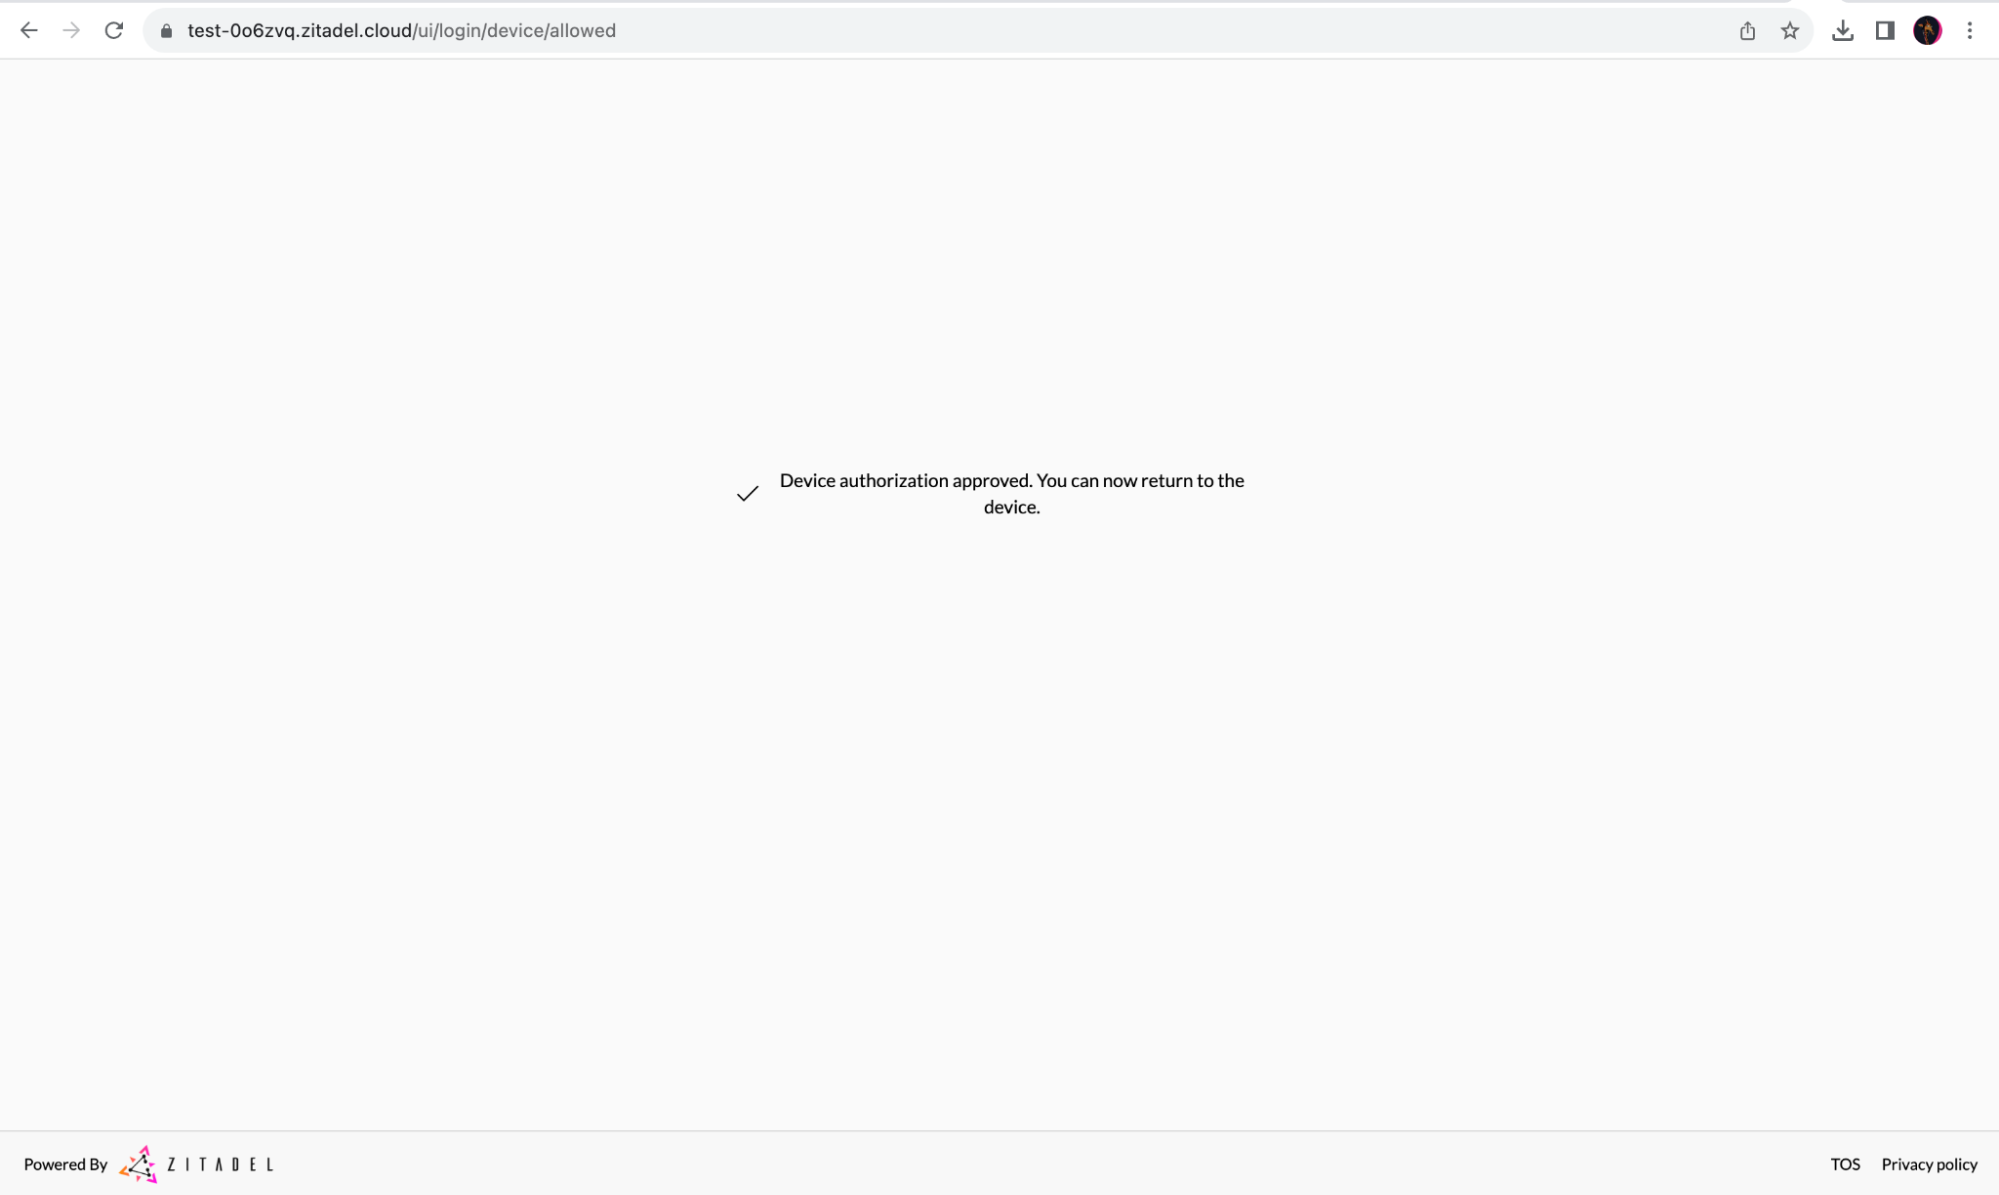 test-0o6zvq.zitadel.cloud/ui/login/device/allowed
Device authorization approved. You can now return to the
device.
Powered By ZITADEL
TOS Privacy policy